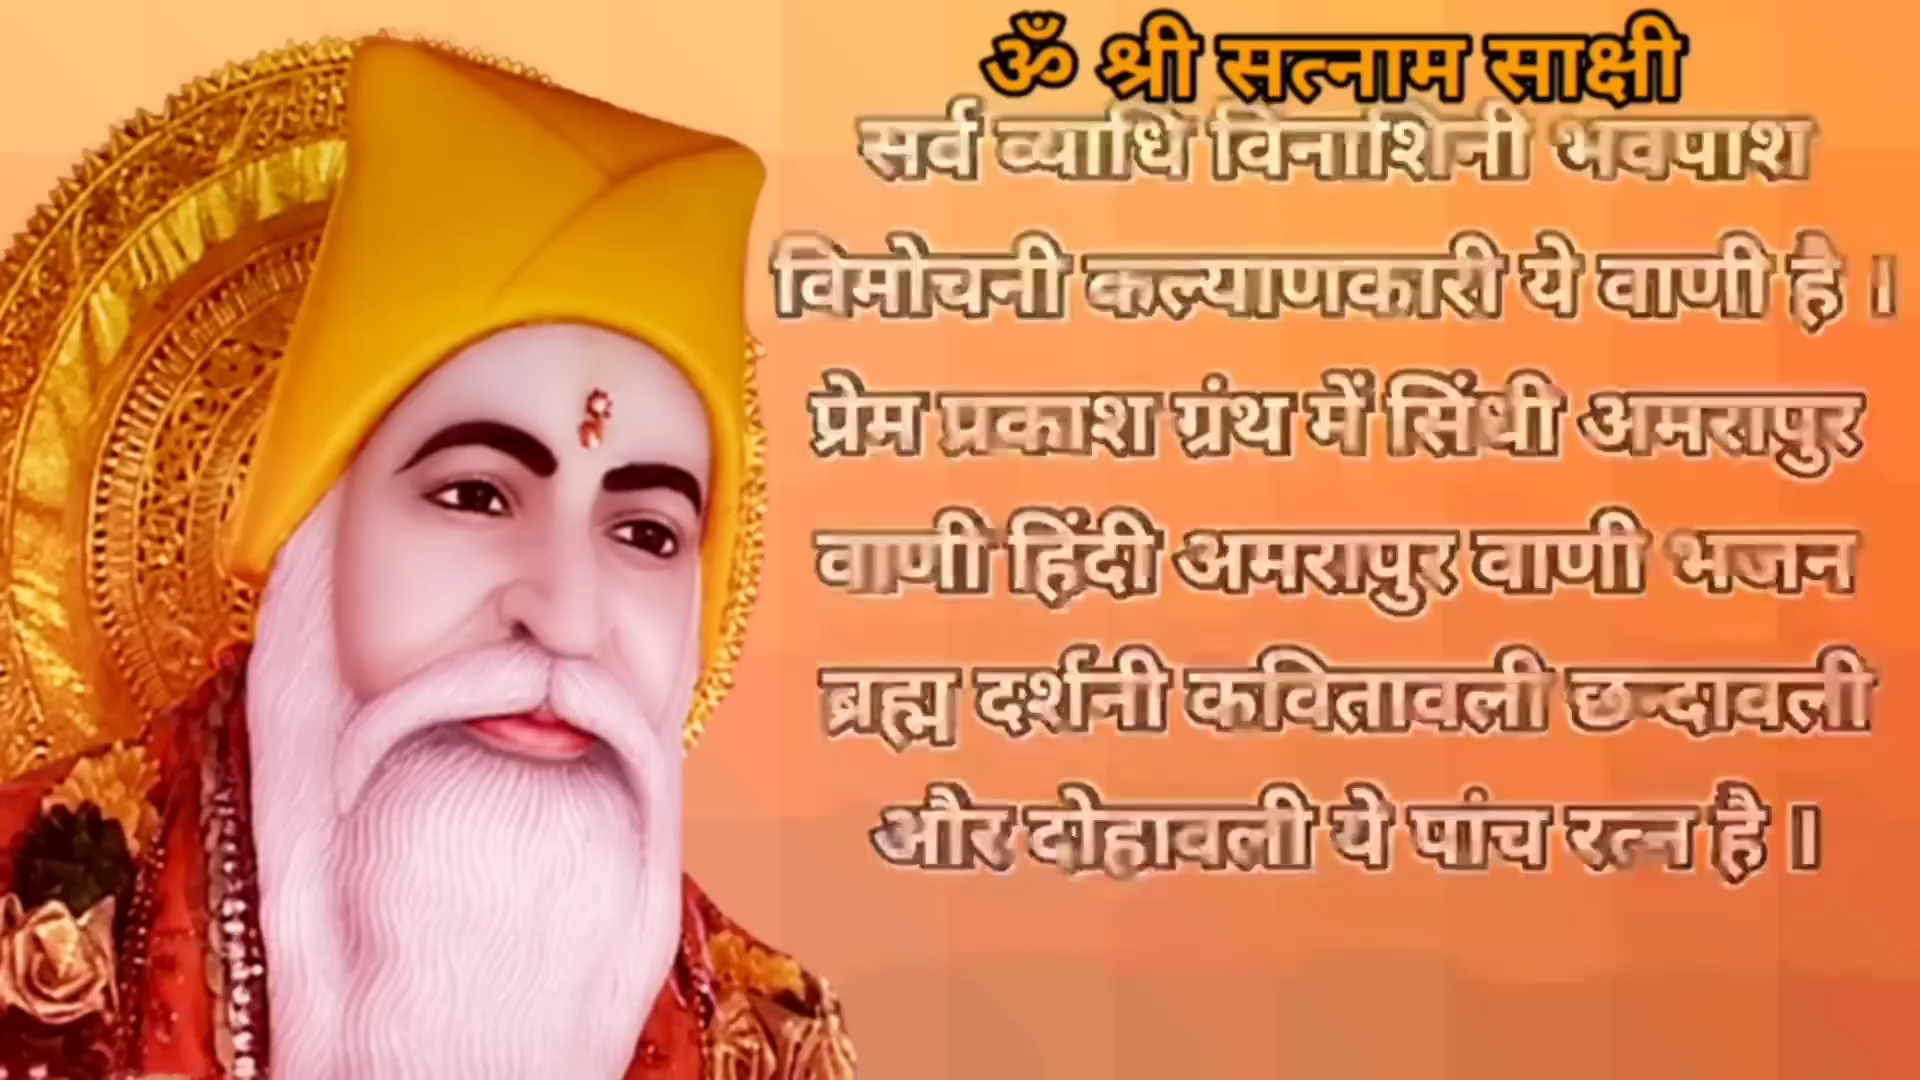 ॐ श्री सत्नाम साक्षी
सर्व व्याधि विनाशिनी भवपाश
विमोचनी कल्याणकारी ये वाणी है ।
प्रेम प्रकाश ग्रंथ में सिंधी अमरापुर
वाणी हिंदी अमरापुर वाणी भजन
ब्रह्म दर्शनी कवितावली छन्दावली
और दोहावली ये पांच रत्न है ।